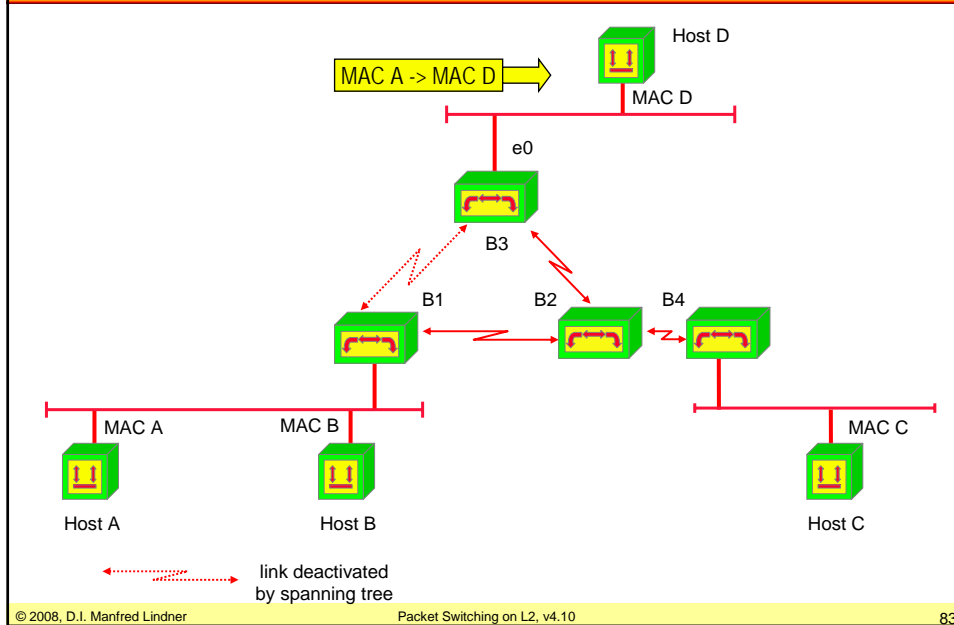 Host D
MAC A -> MAC D
MAC D
e0
B3
B1
B2
B4
MAC A
MAC B
MAC C
Host A
Host B
Host C
link deactivated
by spanning tree
© 2008, D.I. Manfred Lindner
Packet Switching on L2, v4.10
83